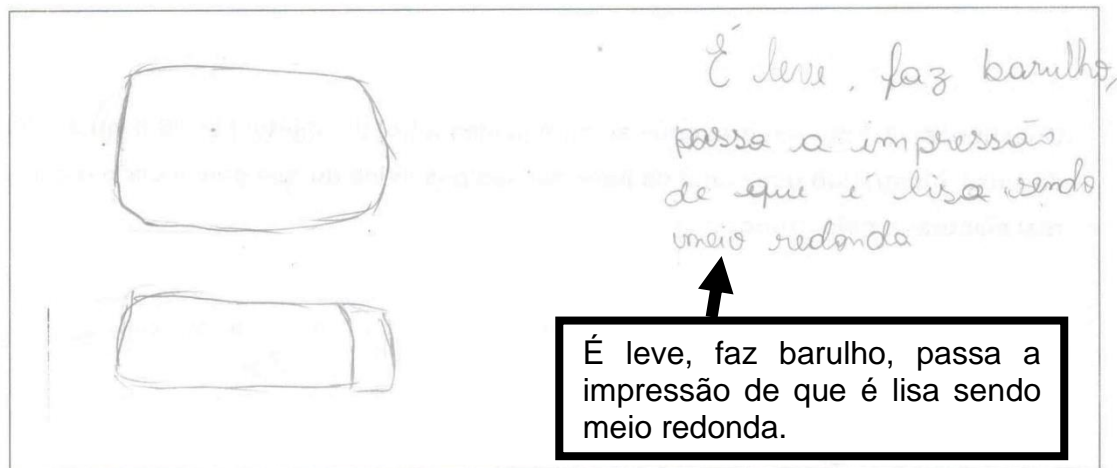 É leve, faz barulho,
passa a impressão
de que é lisa sendo
meio redonda
É leve, faz barulho, passa a
impressão de que é lisa sendo
meio redonda.